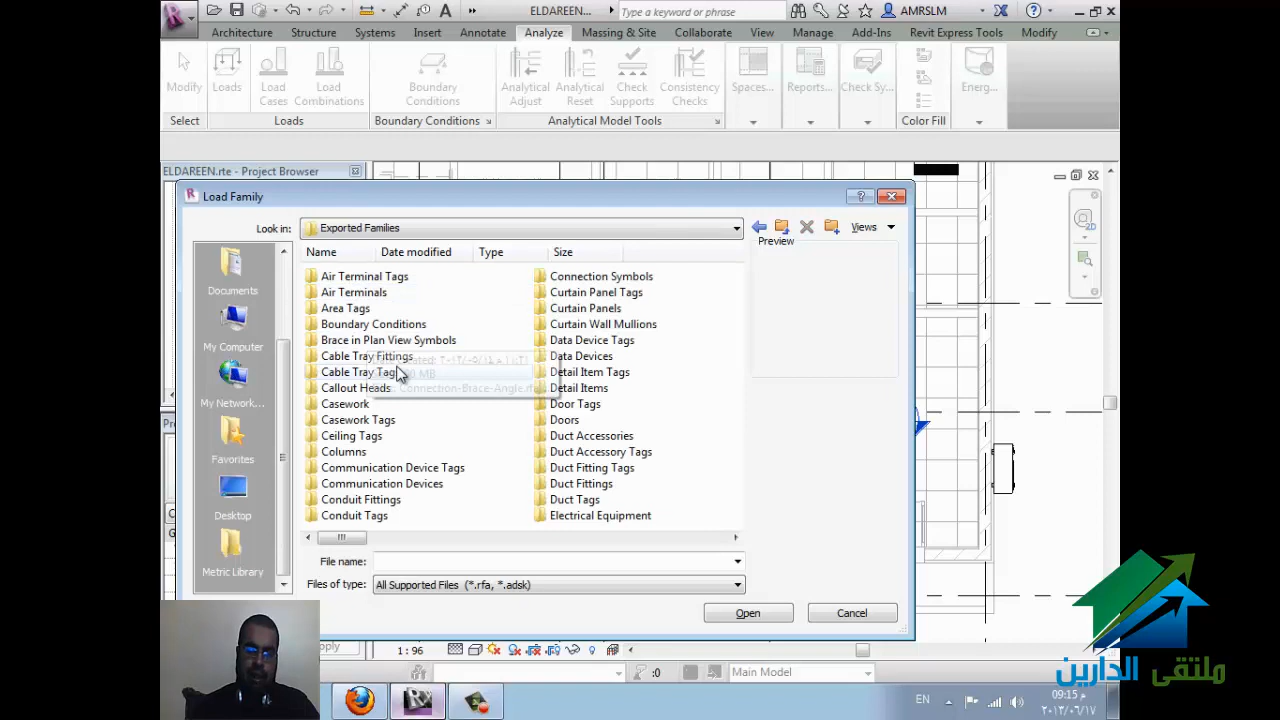 ELDAREEN...
Type a keyword or phrase
AMRSLM
Architecture
Structure
Systems
Insert
Annotate
Analyze
Massing & Site
Collaborate
View
Manage
Add-Ins
Revit Express Tools
Modify
Modify
Loads
Load Cases
Load Combinations
Boundary Conditions
Analytical Adjust
Analytical Reset
Check Supports
Consistency Checks
Spaces...
Reports...
Check Sy...
Energ...
Select
Loads
Boundary Conditions
Analytical Model Tools
Color Fill
ELDAREEN.rte - Project Browser
Load Family
Look in:
Exported Families
Views
Preview
Name
Date modified
Type
Size
Air Terminal Tags
Air Terminals
Area Tags
Boundary Conditions
Brace in Plan View Symbols
Cable Tray Fittings
Cable Tray Tags
Callout Heads
Casework
Casework Tags
Ceiling Tags
Columns
Communication Device Tags
Communication Devices
Conduit Fittings
Conduit Tags
Connection Symbols
Curtain Panel Tags
Curtain Panels
Curtain Wall Mullions
Data Device Tags
Data Devices
Detail Item Tags
Detail Items
Door Tags
Doors
Duct Accessories
Duct Accessory Tags
Duct Fitting Tags
Duct Fittings
Duct Tags
Electrical Equipment
Connection-Brace-Angle.rfa
Documents
My Computer
My Network...
Favorites
Desktop
Metric Library
File name:
Files of type:
All Supported Files (*.rfa, *.adsk)
Open
Cancel
1 : 96
:0
Main Model
EN
09:15 م
٢٠١٣/٠٦/١٧
ملتقى الدارين